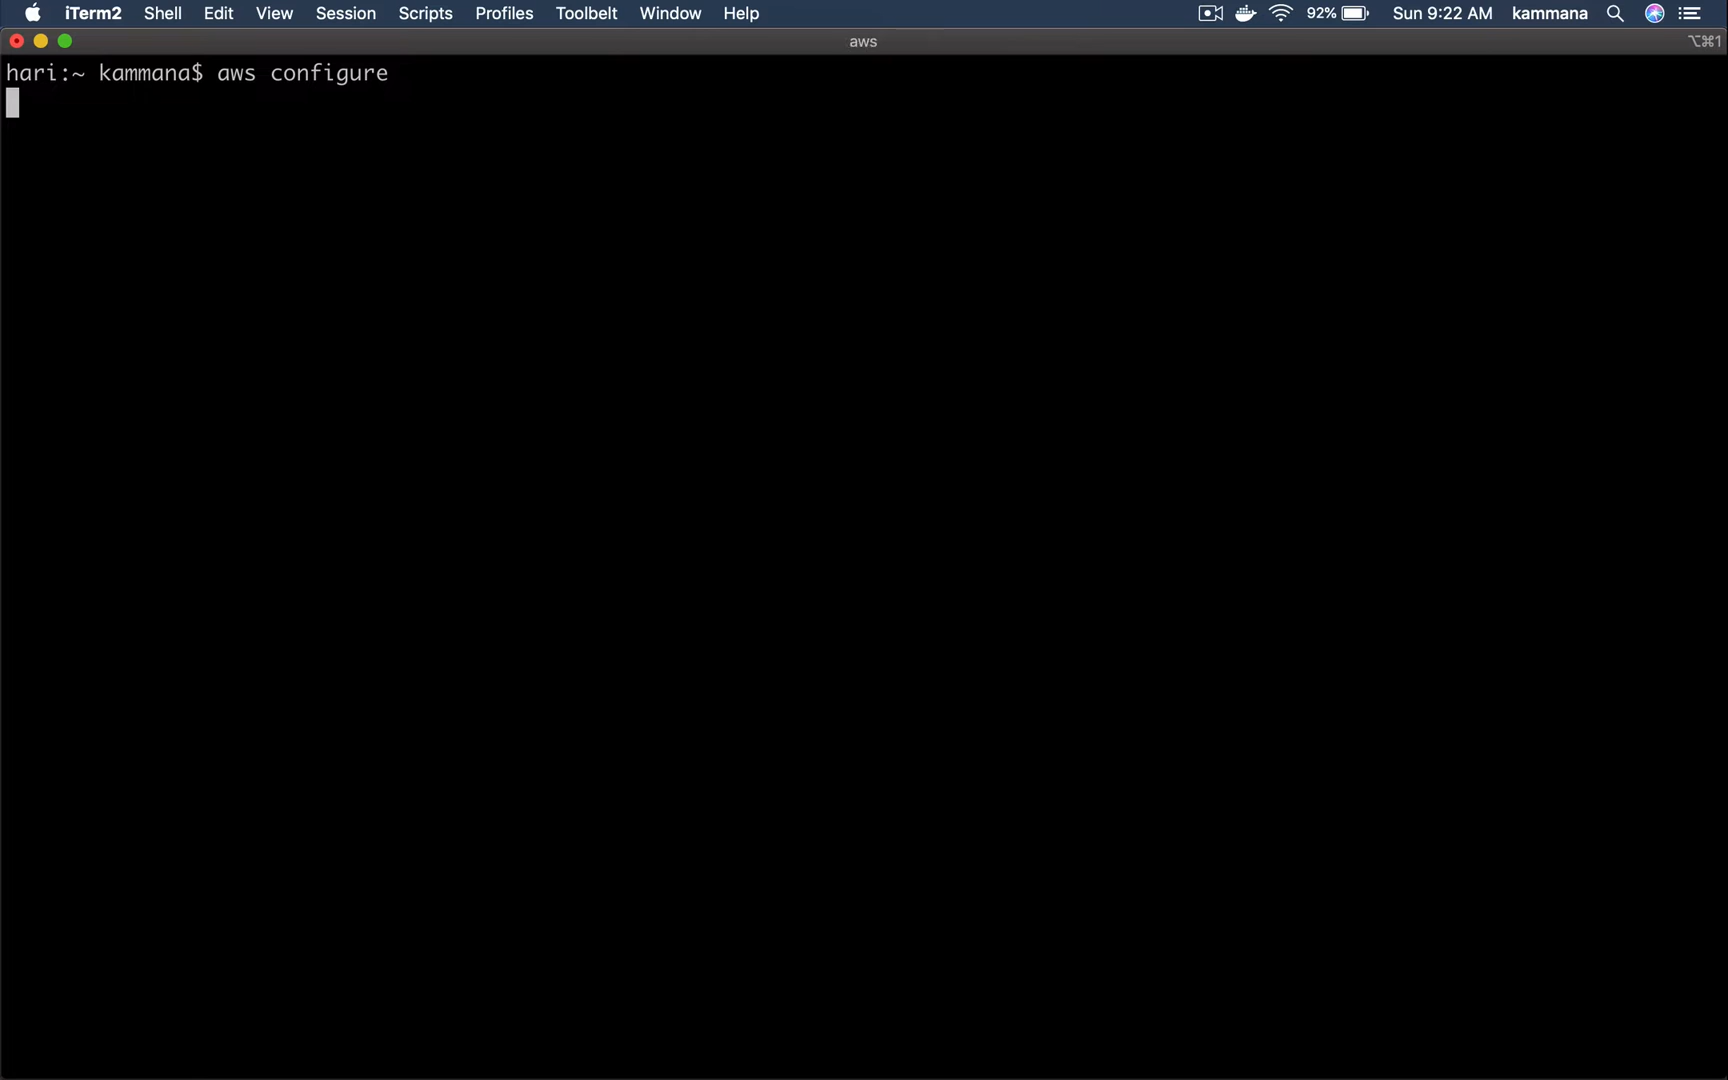 iTerm2 Shell Edit View Session Scripts Profiles Toolbelt Window Help 92% Sun 9:22 AM kammana
aws ⌥⌘1
hari:~ kammana$ aws configure